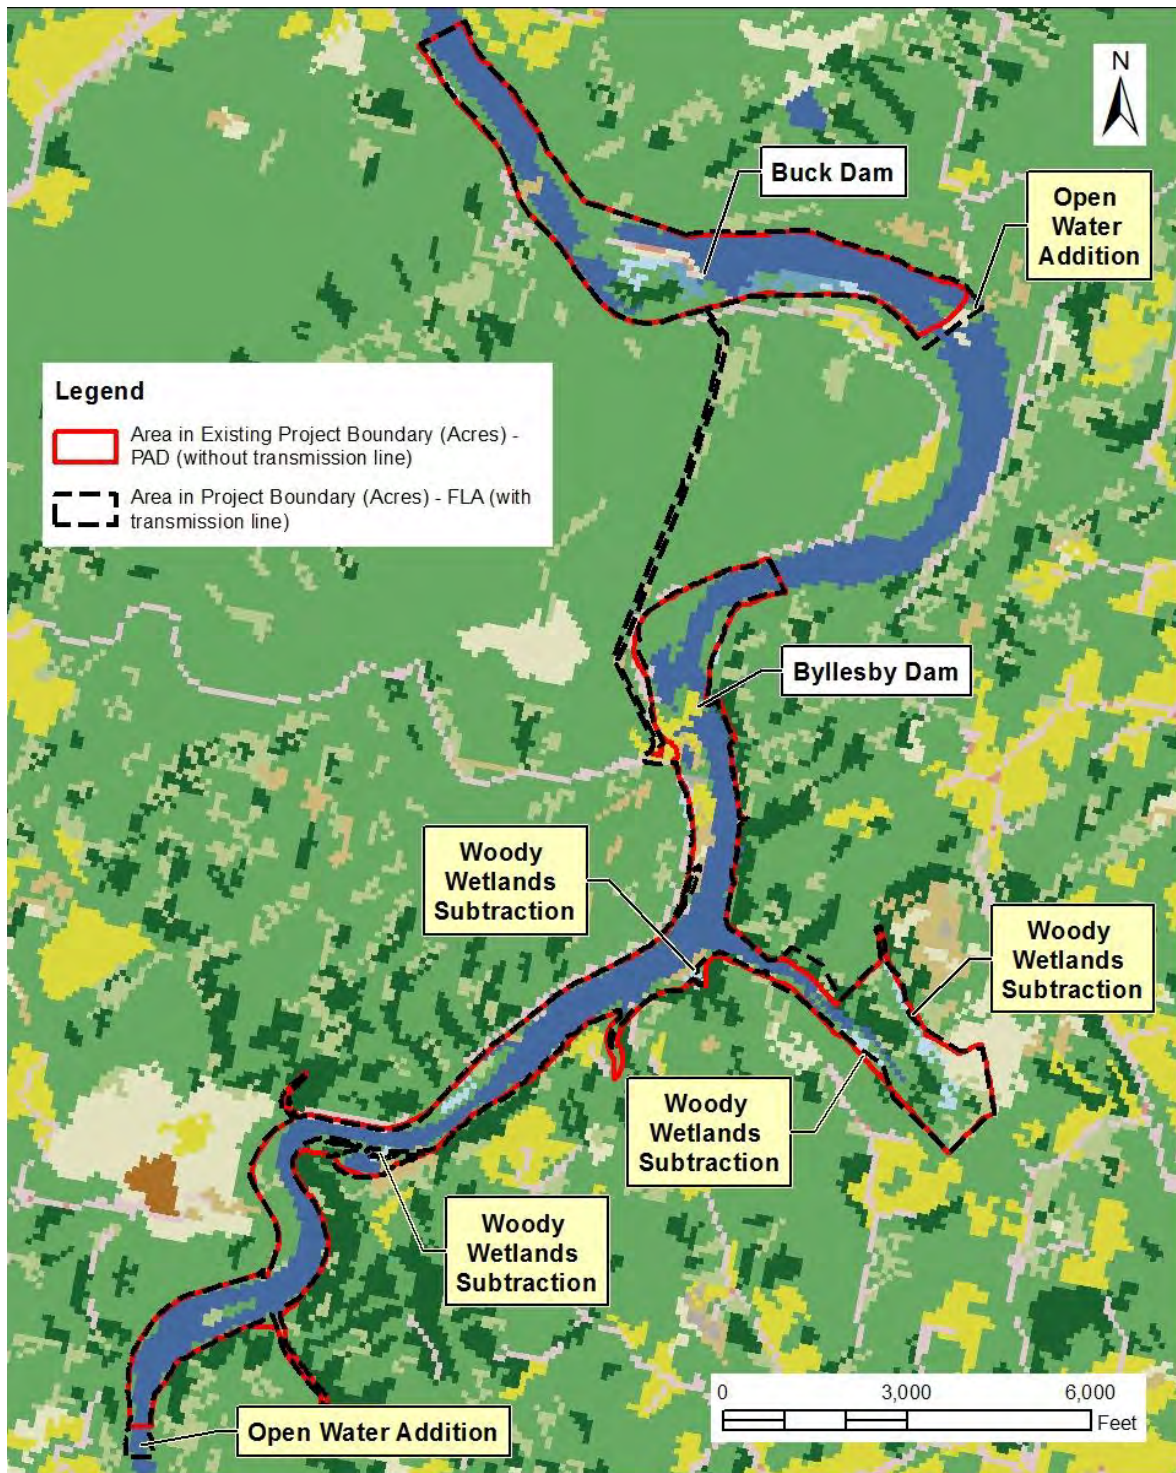 N
Buck Dam
Open
Water
Addition
Legend
Area in Existing Project Boundary (Acres) -
PAD (without transmission line)
Area in Project Boundary (Acres) - FLA (with
transmission line)
Byllesby Dam
Woody
Wetlands
Subtraction
Woody
Wetlands
Subtraction
Woody
Wetlands
Subtraction
Woody
Wetlands
Subtraction
0 3,000 6,000
Feet
Open Water Addition